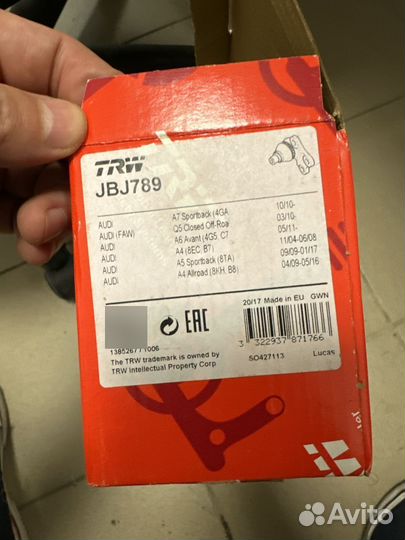 TRW
JBJ789
AUDI A7 Sportback (4GA 10/10-
AUDI (FAW) Q5 Closed Off-Roa 03/10-
AUDI A6 Avant (4G5, C7 05/11-
AUDI A4 (8EC, B7) 11/04-06/08
AUDI A5 Sportback (8TA) 09/09-01/17
AUDI A4 Allroad (8KH, B8) 04/09-05/16
EAC
20/17 Made in EU GWN
1006
The TRW trademark is owned by
TRW Intellectual Property Corp
3 322937 871766
SO427113 Lucas
Avito